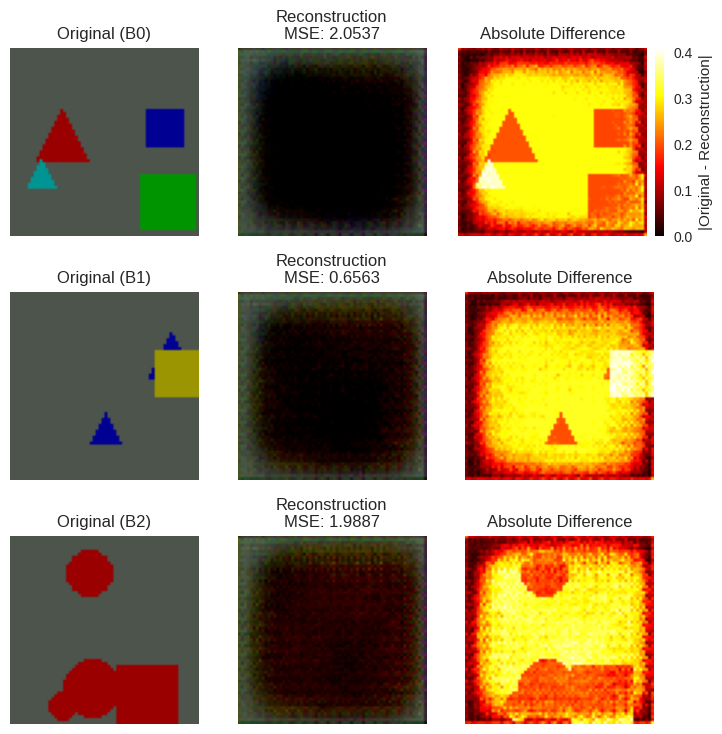 Original (B0)
Reconstruction
MSE: 2.0537
Absolute Difference
0.4
0.3
0.2
0.1
0.0
|Original - Reconstruction|
Original (B1)
Reconstruction
MSE: 0.6563
Absolute Difference
Original (B2)
Reconstruction
MSE: 1.9887
Absolute Difference